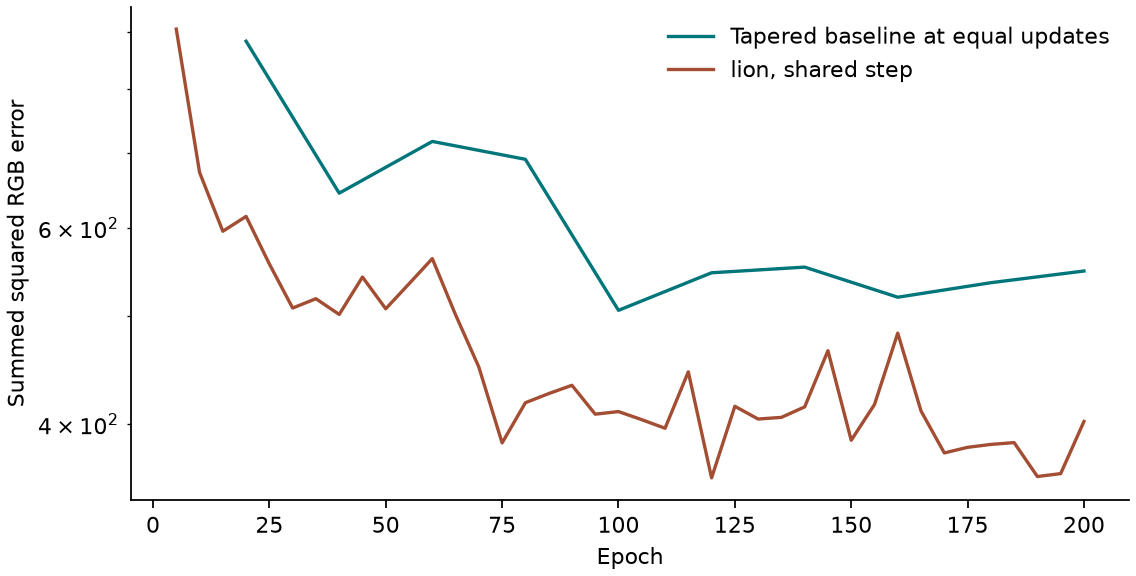 Tapered baseline at equal updates
lion, shared step
Summed squared RGB error
6 × 10²
4 × 10²
0 25 50 75 100 125 150 175 200
Epoch